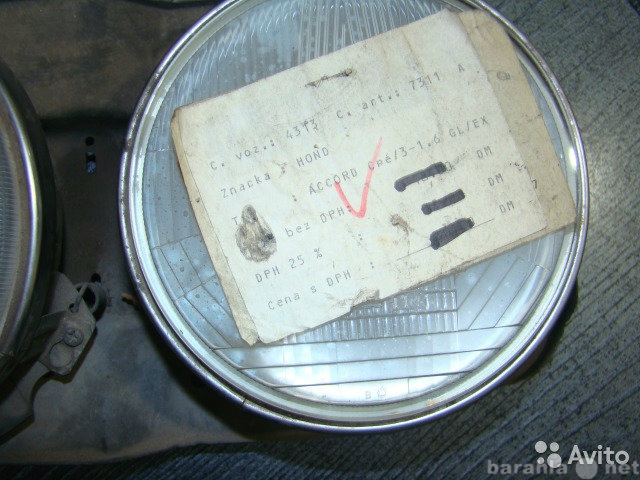 C. voz.: 4313 C. ant.: 7311 A
Znacka : HOND
: ACCORD Cpé/3-1.6 GL/EX
bez DPH: DM
DPH 25 % : DM
Cena s DPH : DM
Avito
barahla net